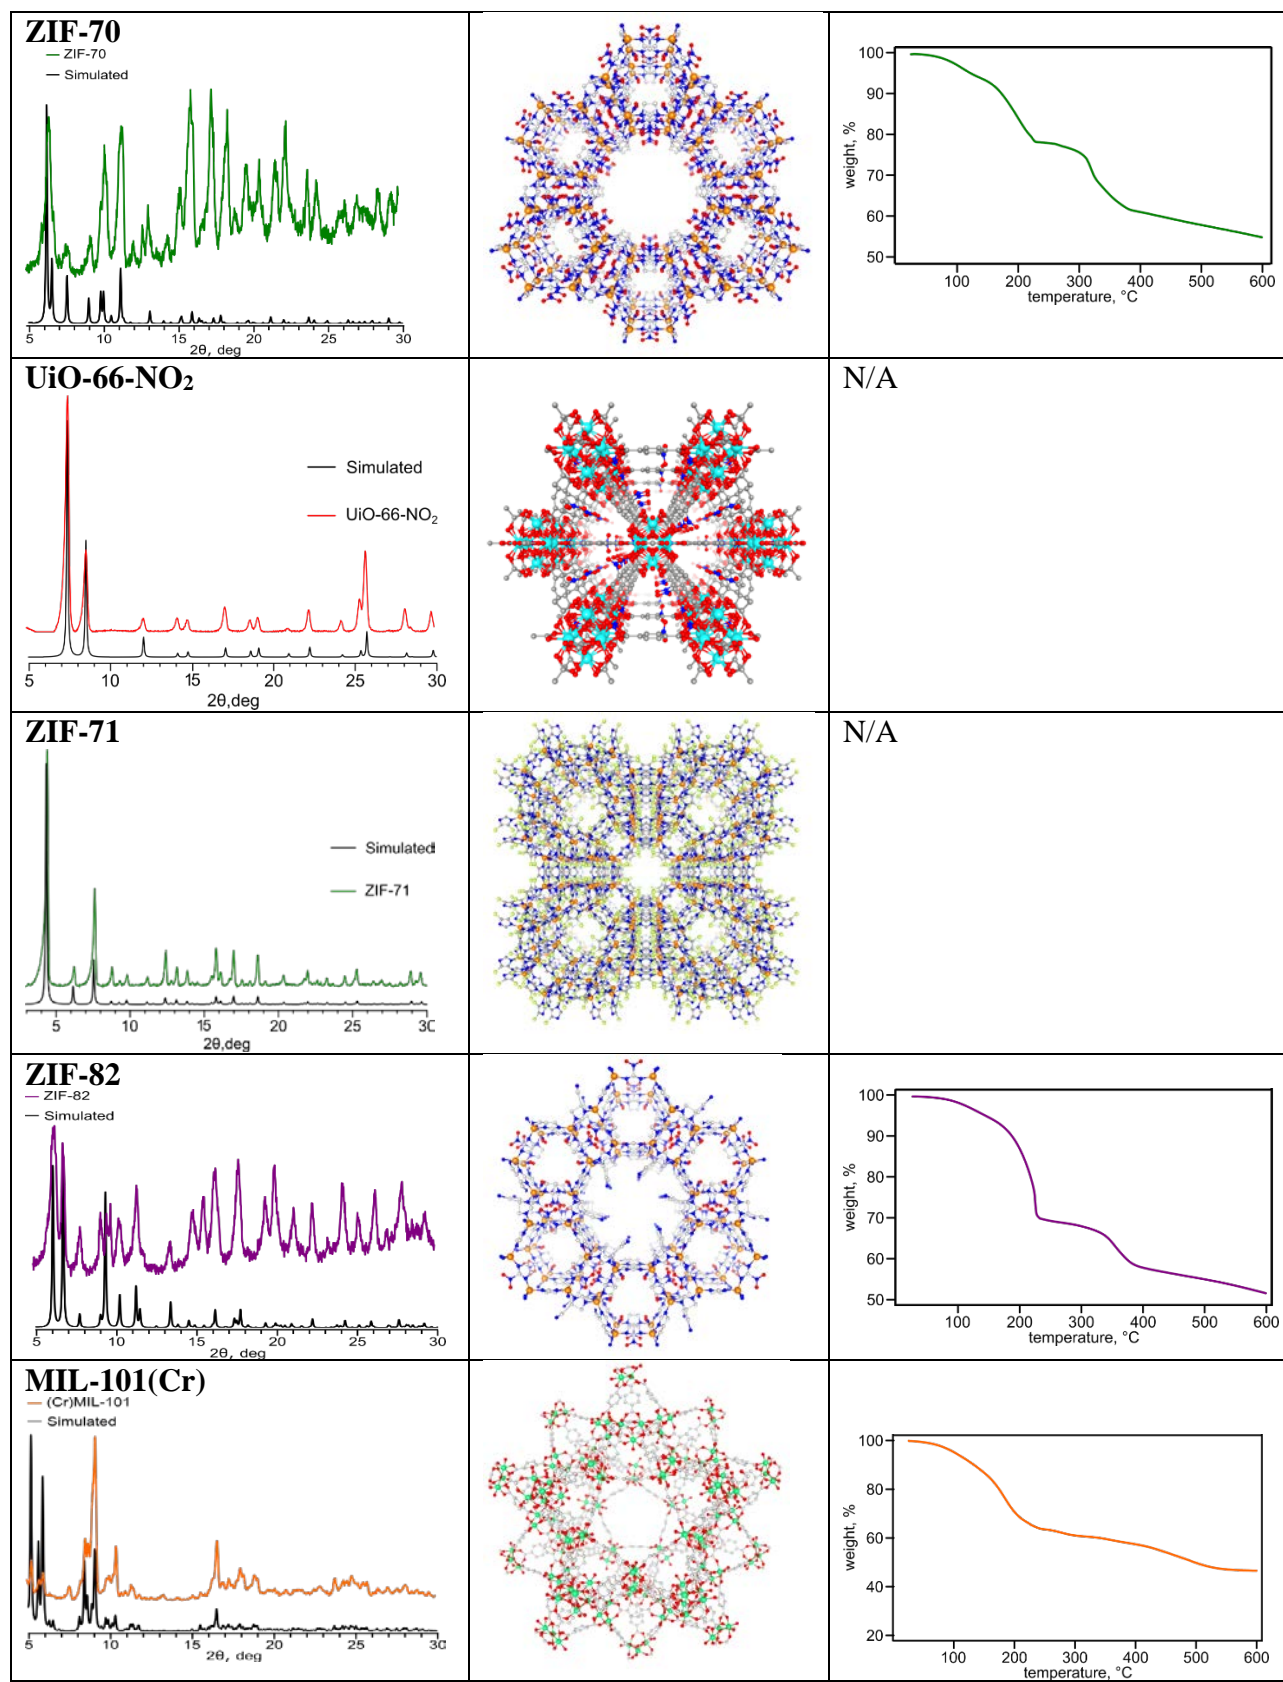 ZIF-70
ZIF-70
Simulated
5 10 15 20 25 30
2θ, deg
100
90
80
70
60
50
weight, %
100 200 300 400 500 600
temperature, °C
UiO-66-NO₂
Simulated
UiO-66-NO₂
5 10 15 20 25 30
2θ,deg
N/A
ZIF-71
Simulated
ZIF-71
5 10 15 20 25 30
2θ,deg
N/A
ZIF-82
ZIF-82
Simulated
5 10 15 20 25 30
2θ, deg
100
90
80
70
60
50
weight, %
100 200 300 400 500 600
temperature, °C
MIL-101(Cr)
(Cr)MIL-101
Simulated
5 10 15 20 25 30
2θ, deg
100
80
60
40
20
weight, %
100 200 300 400 500 600
temperature, °C